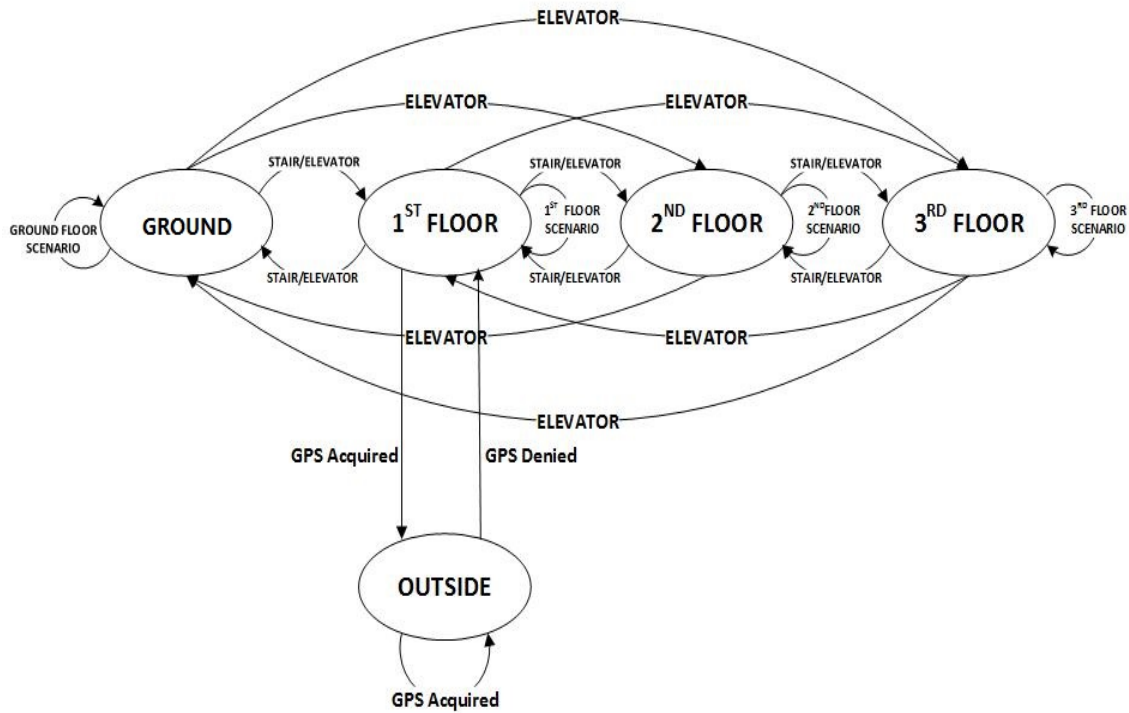 ELEVATOR
ELEVATOR
ELEVATOR
STAIR/ELEVATOR
STAIR/ELEVATOR
STAIR/ELEVATOR
GROUND FLOOR
SCENARIO
GROUND
1ST FLOOR
1ST FLOOR
SCENARIO
2ND FLOOR
2NDFLOOR
SCENARIO
3RD FLOOR
3RD FLOOR
SCENARIO
STAIR/ELEVATOR
STAIR/ELEVATOR
STAIR/ELEVATOR
ELEVATOR
ELEVATOR
ELEVATOR
GPS Acquired
GPS Denied
OUTSIDE
GPS Acquired